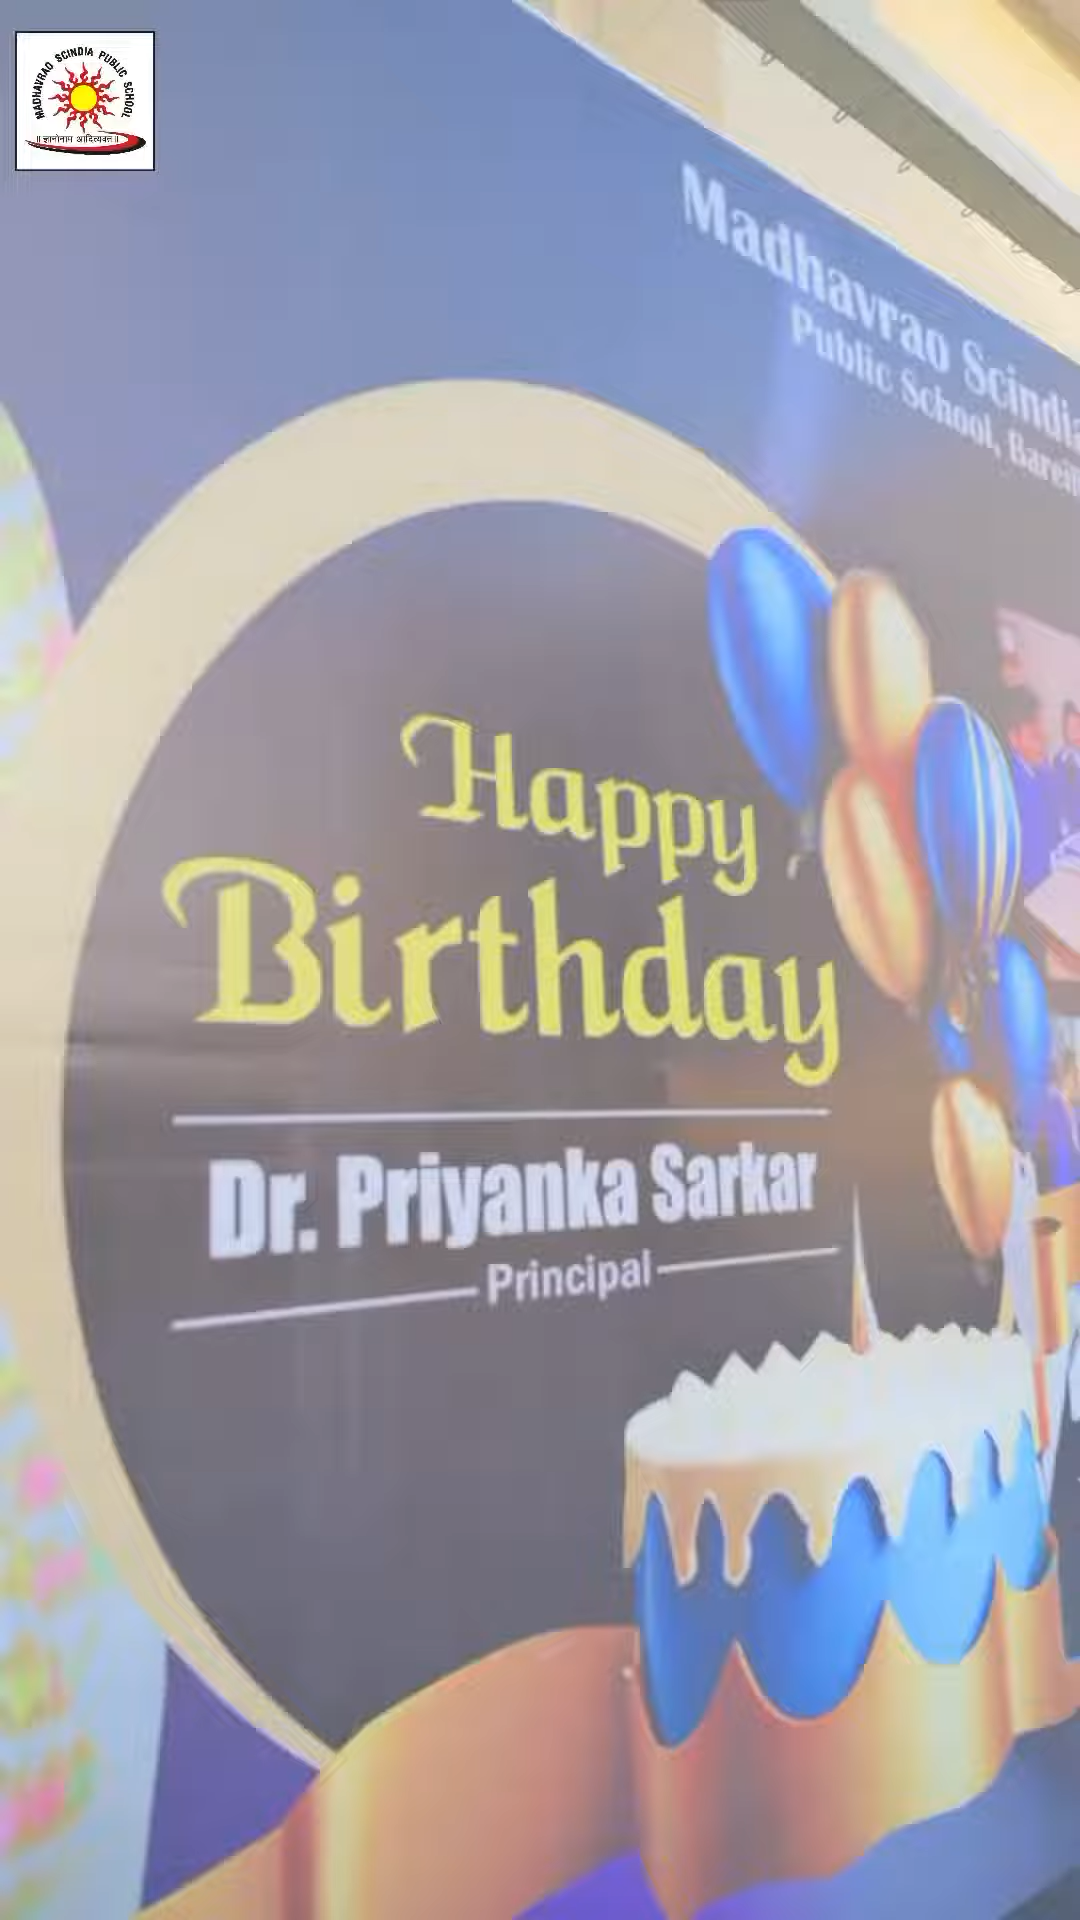 MADHAVRAO SCINDIA PUBLIC SCHOOL
Madhavrao Scindia
Public School,
Happy
Birthday
Dr. Priyanka Sarkar
Principal